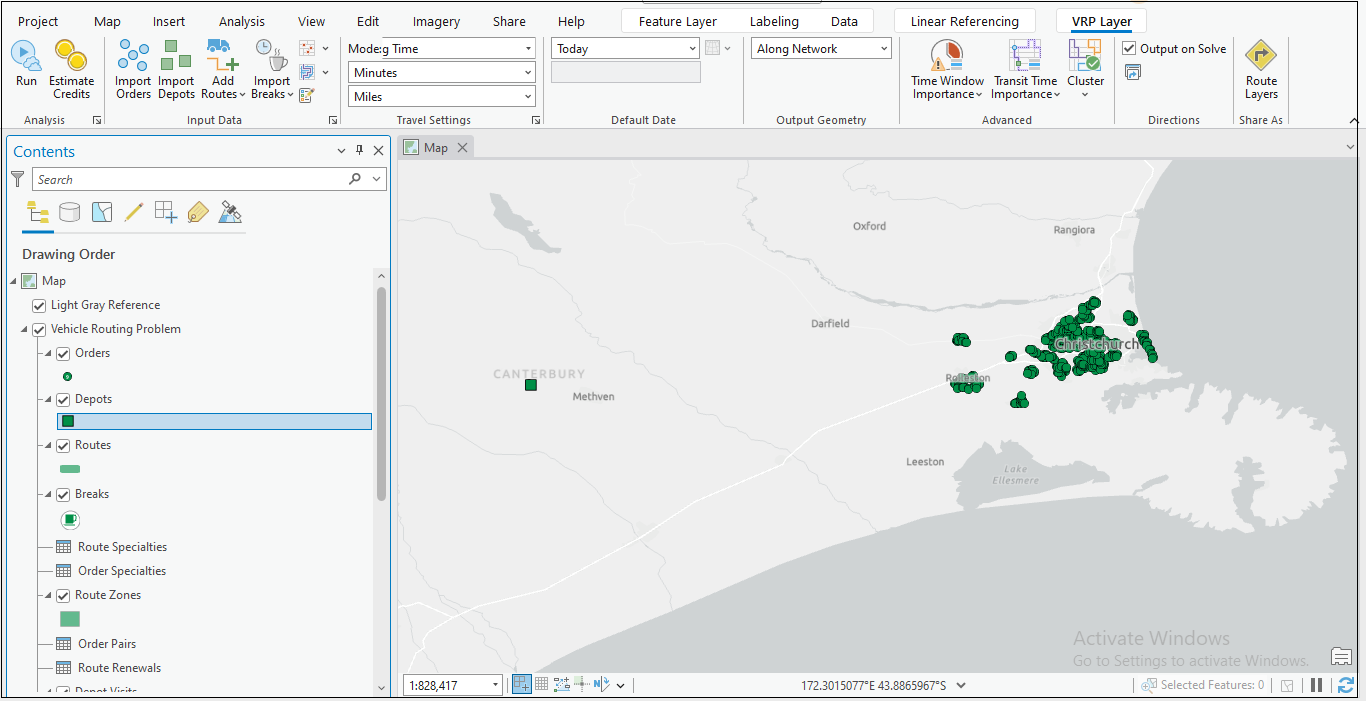 Project Map Insert Analysis View Edit Imagery Share Help Feature Layer Labeling Data Linear Referencing VRP Layer
Run
Estimate
Credits
Analysis
Import
Orders
Import
Depots
Add
Routes
Import
Breaks
Input Data
Mode:g Time
Minutes
Miles
Travel Settings
Today
Default Date
Along Network
Output Geometry
Time Window
Importance
Transit Time
Importance
Cluster
Advanced
Output on Solve
Directions
Route
Layers
Share As
Contents
Search
Drawing Order
Map
Light Gray Reference
Vehicle Routing Problem
Orders
Depots
Routes
Breaks
Route Specialties
Order Specialties
Route Zones
Order Pairs
Route Renewals
Depot Visits
Map
Oxford
Rangiora
Darfield
Christchurch
CANTERBURY
Methven
Rolleston
Leeston
Lake
Ellesmere
Activate Windows
Go to Settings to activate Windows.
1:828,417
172.3015077°E 43.8865967°S
Selected Features: 0